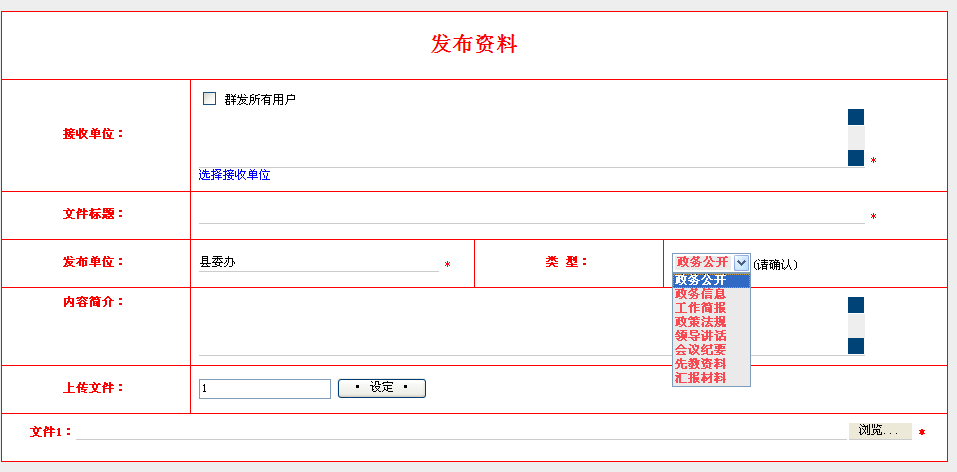 发布资料
群发所有用户
接收单位：
*
选择接收单位
文件标题：
*
发布单位：
县委办
*
类 型：
政务公开
(请确认)
政务公开
政务信息
工作简报
政策法规
领导讲话
会议纪要
先教资料
汇报材料
内容简介：
上传文件：
1
▪ 设定 ▪
文件1：
浏览...
*